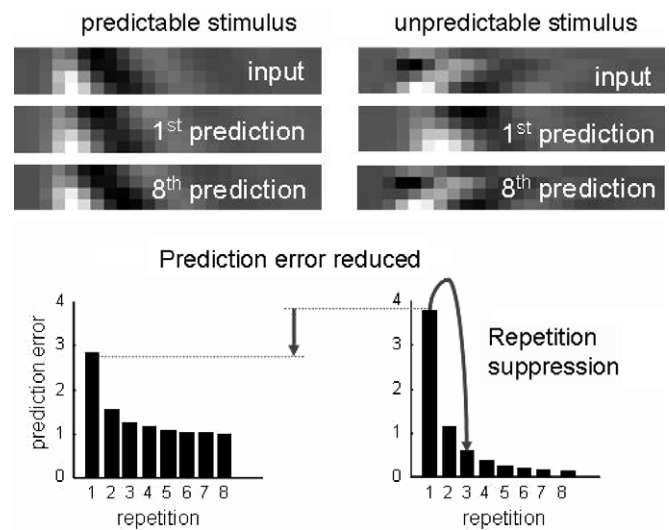 predictable stimulus
unpredictable stimulus
input
input
1st prediction
1st prediction
8th prediction
8th prediction
Prediction error reduced
4
3
2
1
0
prediction error
1 2 3 4 5 6 7 8
repetition
4
3
2
1
0
Repetition
suppression
1 2 3 4 5 6 7 8
repetition